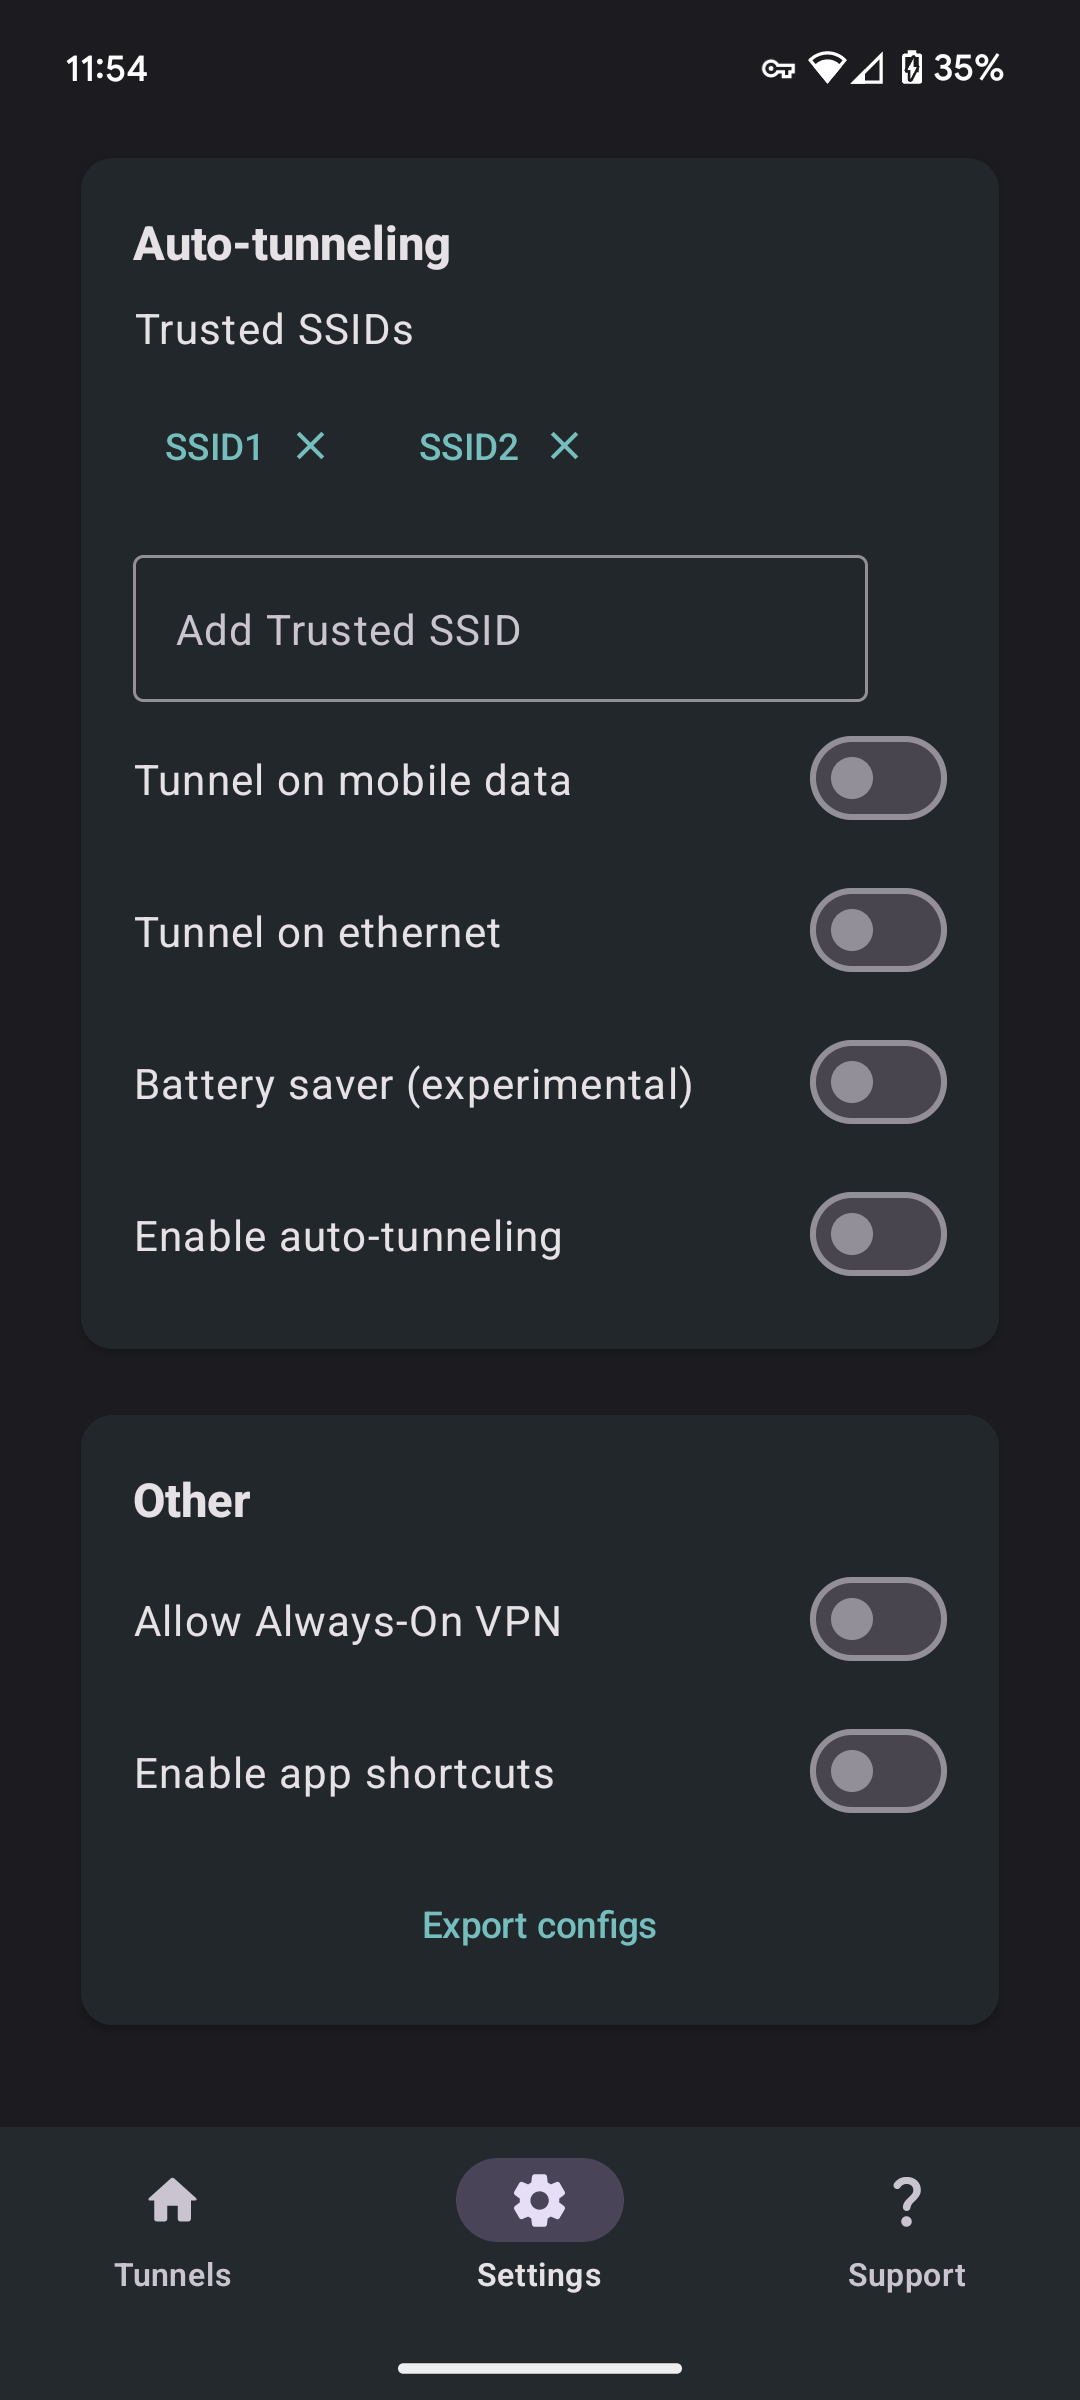 11:54 35%
Auto-tunneling
Trusted SSIDs
SSID1 SSID2
Add Trusted SSID
Tunnel on mobile data
Tunnel on ethernet
Battery saver (experimental)
Enable auto-tunneling
Other
Allow Always-On VPN
Enable app shortcuts
Export configs
Tunnels Settings Support